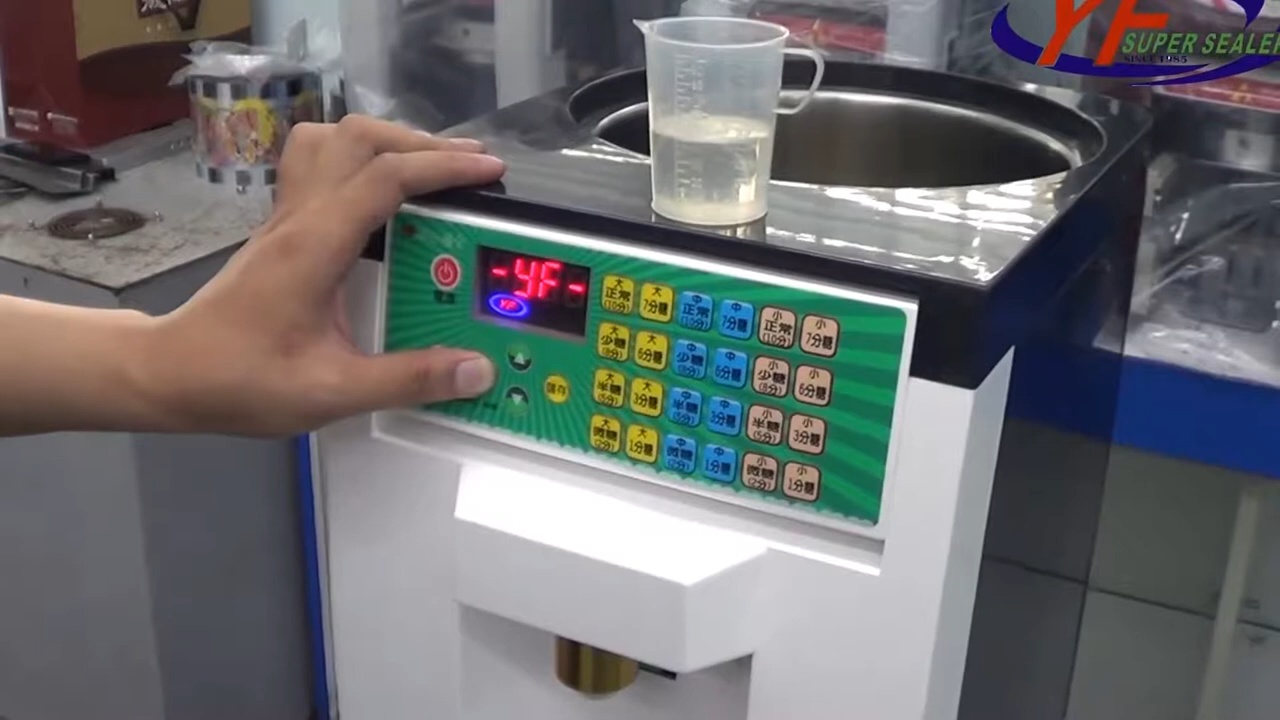 YF
SUPER SEALER
SINCE 1985
-YF-
YF
大 正常 (10分)
大 7分糖
中 正常 (10分)
中 7分糖
小 正常 (10分)
小 7分糖
大 少糖 (8分)
大 6分糖
中 少糖 (8分)
中 6分糖
小 少糖 (8分)
小 6分糖
儲存
大 半糖 (5分)
大 3分糖
中 半糖 (5分)
中 3分糖
小 半糖 (5分)
小 3分糖
大 微糖 (2分)
大 1分糖
中 微糖 (2分)
中 1分糖
小 微糖 (2分)
小 1分糖